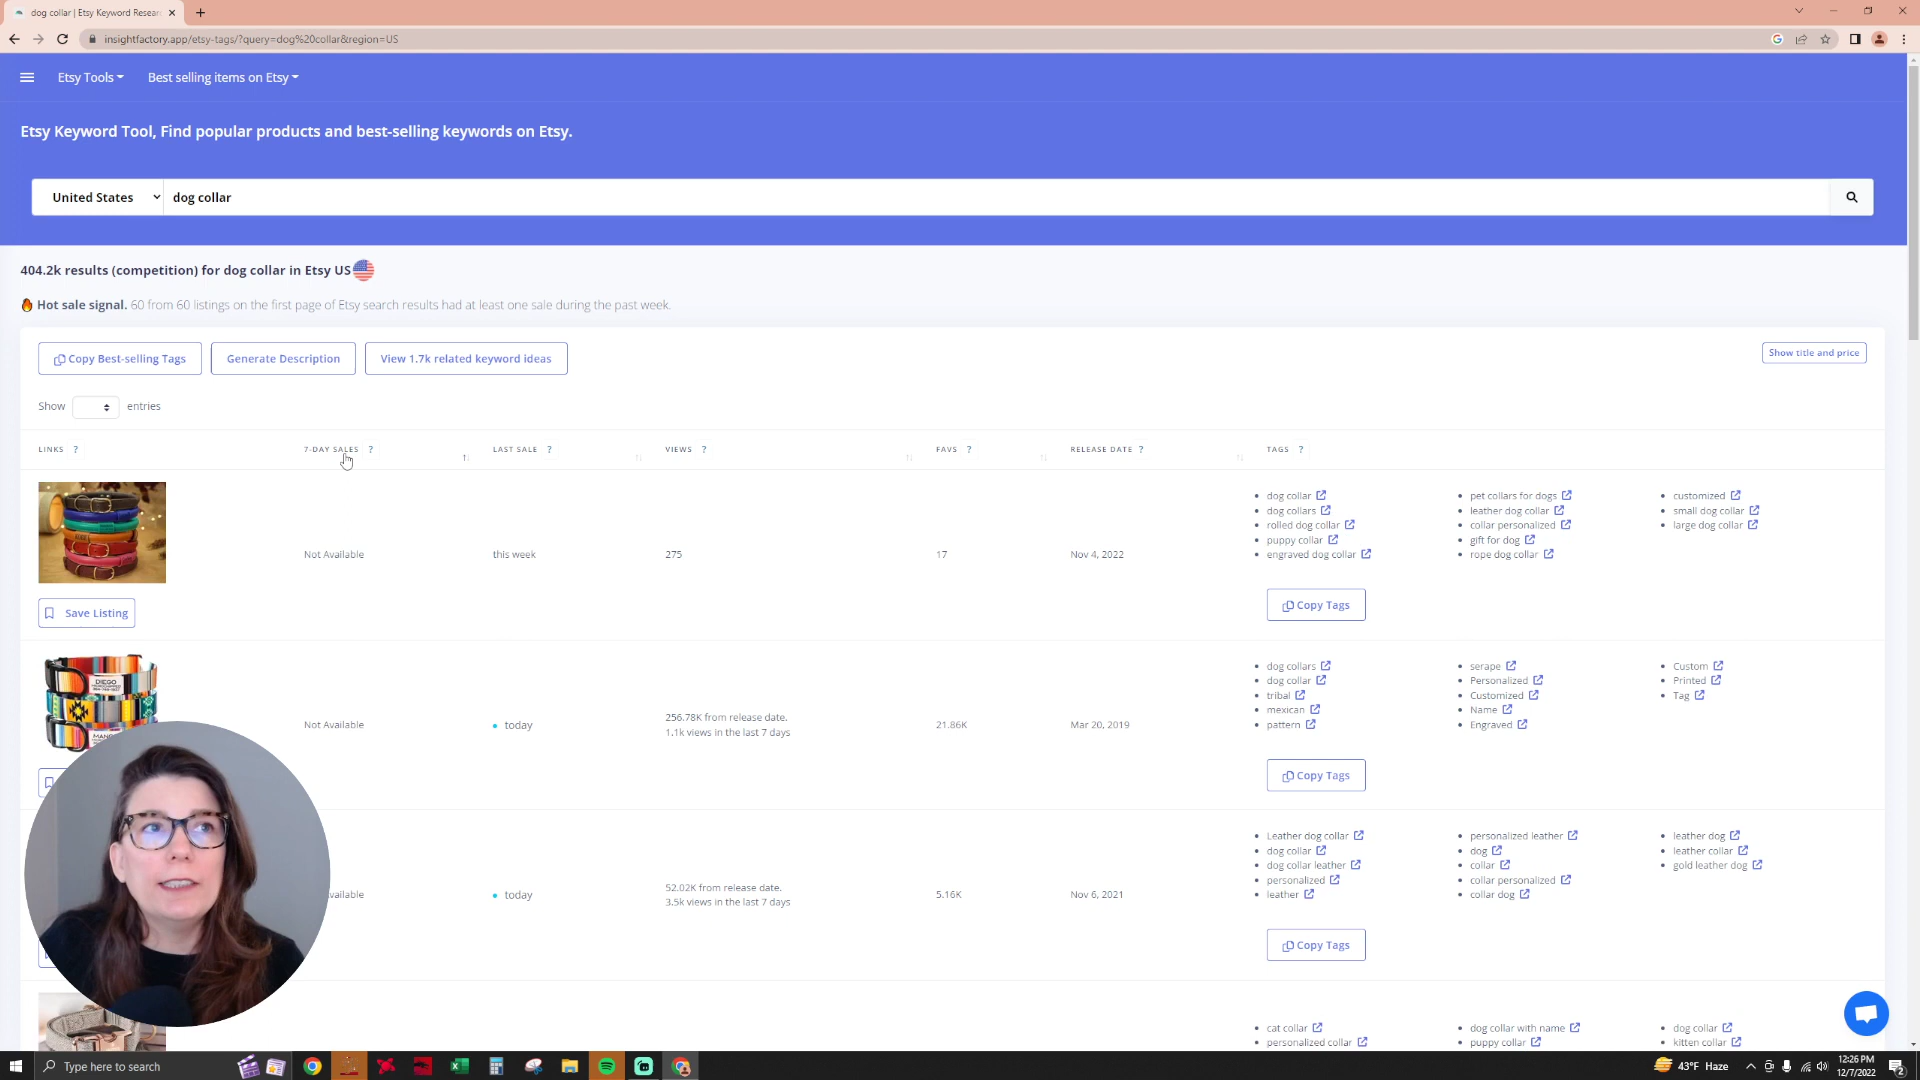 dog collar | Etsy Keyword Resear
insightfactory.app/etsy-tags/?query=dog%20collar&region=US
Etsy Tools
Best selling items on Etsy
Etsy Keyword Tool, Find popular products and best-selling keywords on Etsy.
United States
dog collar
404.2k results (competition) for dog collar in Etsy US
Hot sale signal. 60 from 60 listings on the first page of Etsy search results had at least one sale during the past week.
Copy Best-selling Tags
Generate Description
View 1.7k related keyword ideas
Show title and price
Show entries
LINKS ? 7-DAY SALES ? LAST SALE ? VIEWS ? FAVS ? RELEASE DATE ? TAGS ?
Not Available
this week
275
17
Nov 4, 2022
dog collar
dog collars
rolled dog collar
puppy collar
engraved dog collar
pet collars for dogs
leather dog collar
collar personalized
gift for dog
rope dog collar
customized
small dog collar
large dog collar
Copy Tags
Save Listing
DIEGO
Not Available
today
256.78K from release date.
1.1k views in the last 7 days
21.86K
Mar 20, 2019
dog collars
dog collar
tribal
mexican
pattern
serape
Personalized
Customized
Name
Engraved
Custom
Printed
Tag
Copy Tags
vailable
today
52.02K from release date.
3.5k views in the last 7 days
5.16K
Nov 6, 2021
Leather dog collar
dog collar
dog collar leather
personalized
leather
personalized leather
dog
collar
collar personalized
collar dog
leather dog
leather collar
gold leather dog
Copy Tags
cat collar
personalized collar
dog collar with name
puppy collar
dog collar
kitten collar
Type here to search
43°F Haze
12:26 PM
12/7/2022
2